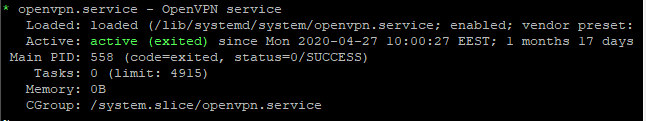 * openvpn.service - OpenVPN service
Loaded: loaded (/lib/systemd/system/openvpn.service; enabled; vendor preset:
Active: active (exited) since Mon 2020-04-27 10:00:27 EEST; 1 months 17 days
Main PID: 558 (code=exited, status=0/SUCCESS)
Tasks: 0 (limit: 4915)
Memory: 0B
CGroup: /system.slice/openvpn.service